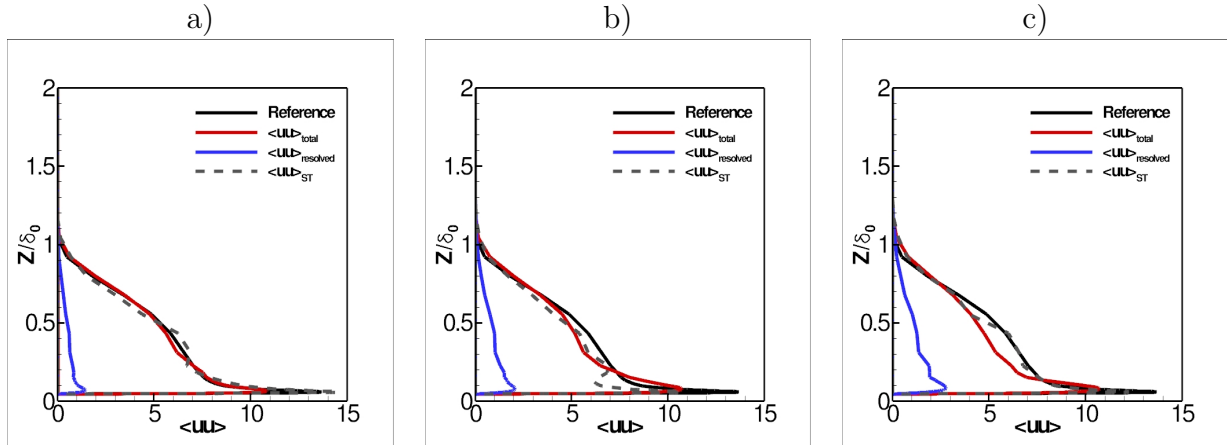 a)
2
1.5
1
0.5
0
0 5 10 15
Z/δ0
<uu>
Reference
<uu>total
<uu>resolved
<uu>ST
b)
2
1.5
1
0.5
0
0 5 10 15
Z/δ0
<uu>
Reference
<uu>total
<uu>resolved
<uu>ST
c)
2
1.5
1
0.5
0
0 5 10 15
Z/δ0
<uu>
Reference
<uu>total
<uu>resolved
<uu>ST